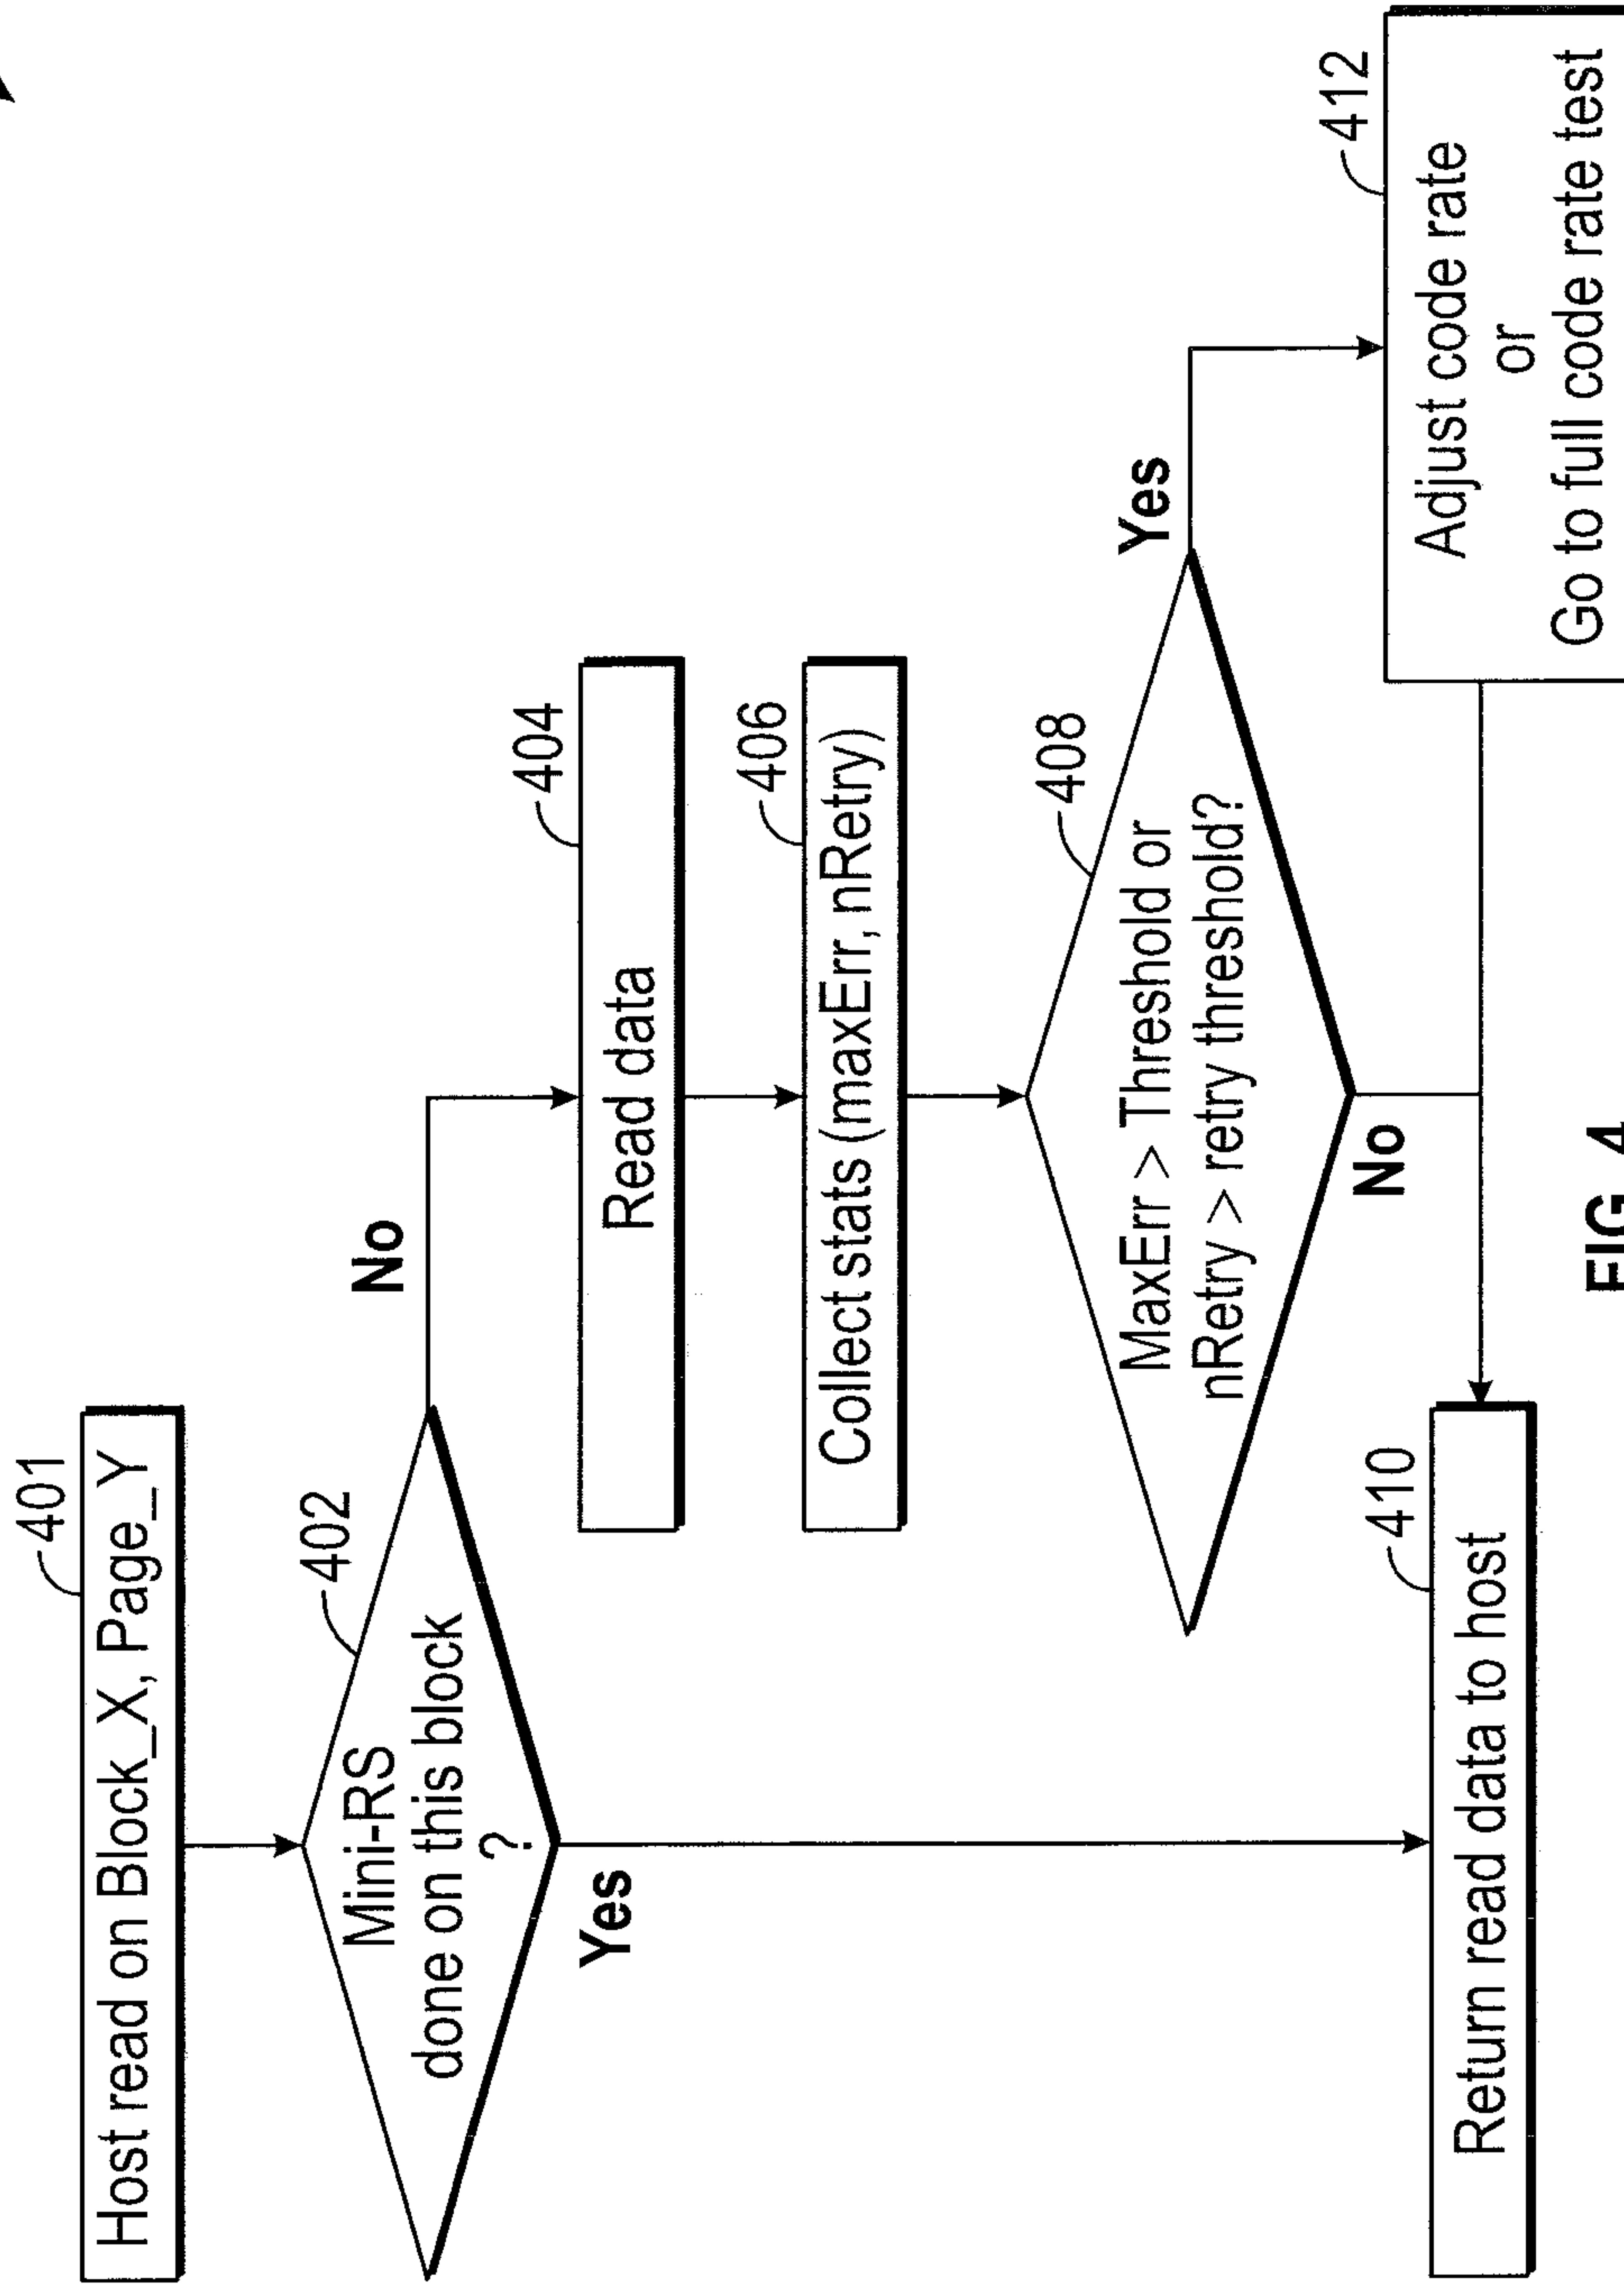 401
Host read on Block_X, Page_Y
402
Mini-RS
done on this block
?
No
Yes
404
Read data
406
Collect stats (maxErr, nRetry)
408
MaxErr > Threshold or
nRetry > retry threshold?
Yes
No
412
Adjust code rate
or
Go to full code rate test
410
Return read data to host
FIG. 4